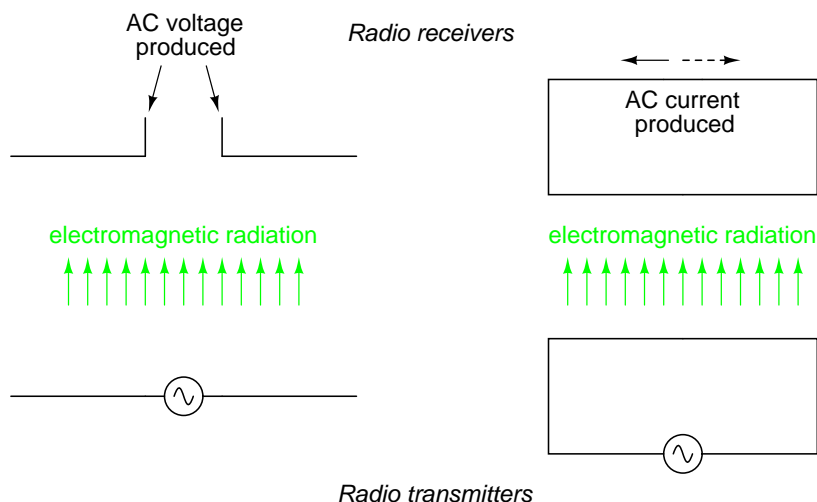 AC voltage
produced
Radio receivers
AC current
produced
electromagnetic radiation
electromagnetic radiation
Radio transmitters